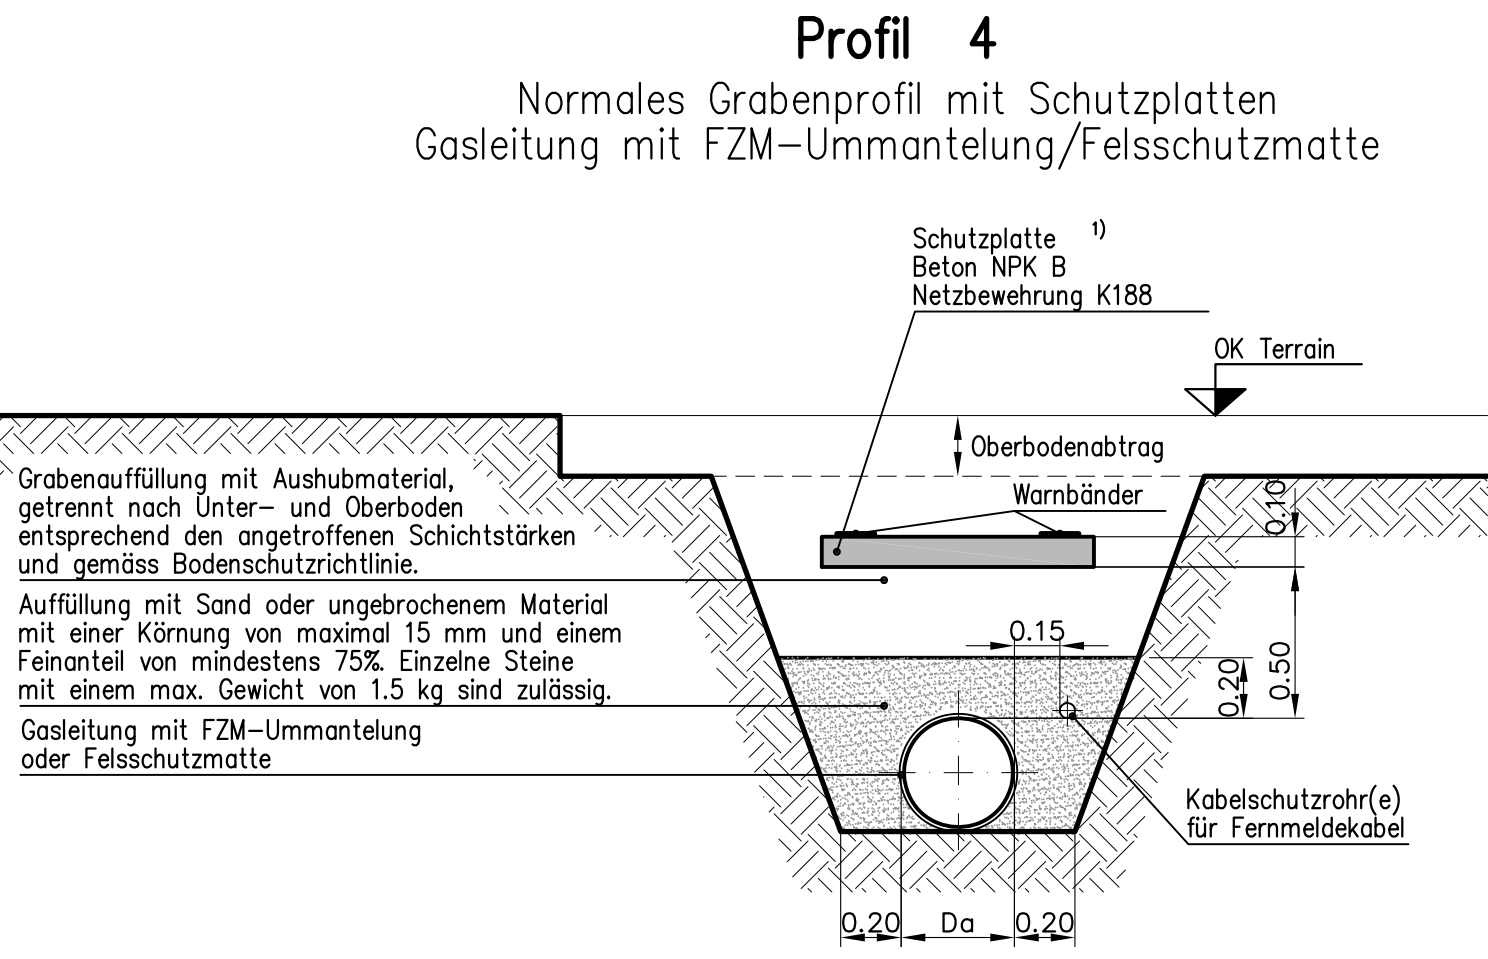 Profil 4
Normales Grabenprofil mit Schutzplatten
Gasleitung mit FZM-Ummantelung/Felsschutzmatte
Schutzplatte 1)
Beton NPK B
Netzbewehrung K188
OK Terrain
Oberbodenabtrag
Warnbänder
0.10
Grabenauffüllung mit Aushubmaterial,
getrennt nach Unter- und Oberboden
entsprechend den angetroffenen Schichtstärken
und gemäss Bodenschutzrichtlinie.
Auffüllung mit Sand oder ungebrochenem Material
mit einer Körnung von maximal 15 mm und einem
Feinanteil von mindestens 75%. Einzelne Steine
mit einem max. Gewicht von 1.5 kg sind zulässig.
0.15
0.20
0.50
Gasleitung mit FZM-Ummantelung
oder Felsschutzmatte
Kabelschutzrohr(e)
für Fernmeldekabel
0.20 Da 0.20